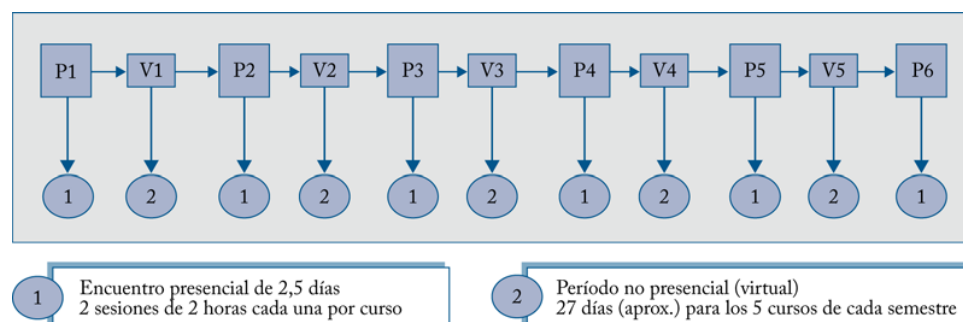 P1 V1 P2 V2 P3 V3 P4 V4 P5 V5 P6
1 2 1 2 1 2 1 2 1 2 1
1 Encuentro presencial de 2,5 días
2 sesiones de 2 horas cada una por curso
2 Período no presencial (virtual)
27 días (aprox.) para los 5 cursos de cada semestre